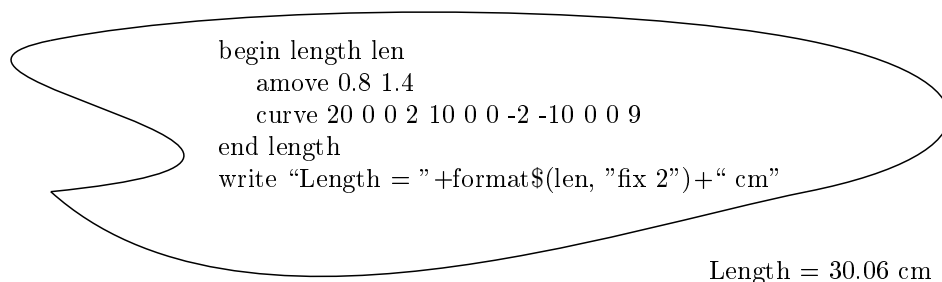 begin length len
amove 0.8 1.4
curve 20 0 0 2 10 0 0 -2 -10 0 0 9
end length
write “Length = ”+format$(len, ”fix 2”)+“ cm”
Length = 30.06 cm